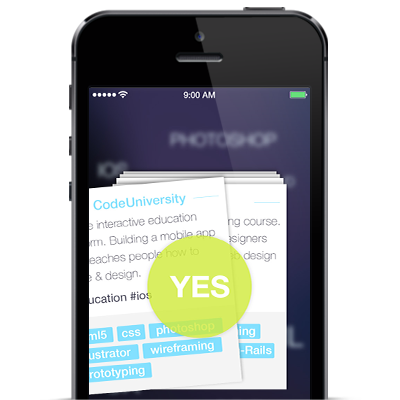 9:00 AM
PHOTOSHOP
IOS
CodeUniversity
e interactive education
orm. Building a mobile app
eaches people how to
e & design.
ducation #ios
ml5 css photoshop
ustrator wireframing
rototyping
ng course.
signers
o design
ing
-Rails
YES